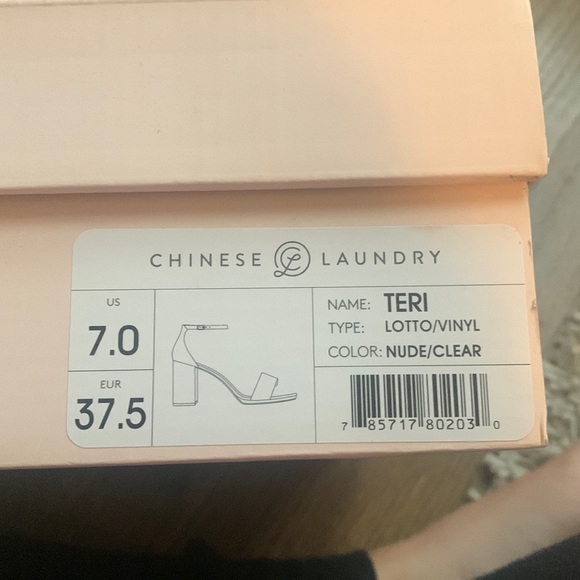 CHINESE LAUNDRY
US
7.0
EUR
37.5
NAME: TERI
TYPE: LOTTO/VINYL
COLOR: NUDE/CLEAR
7 85717 80203 0